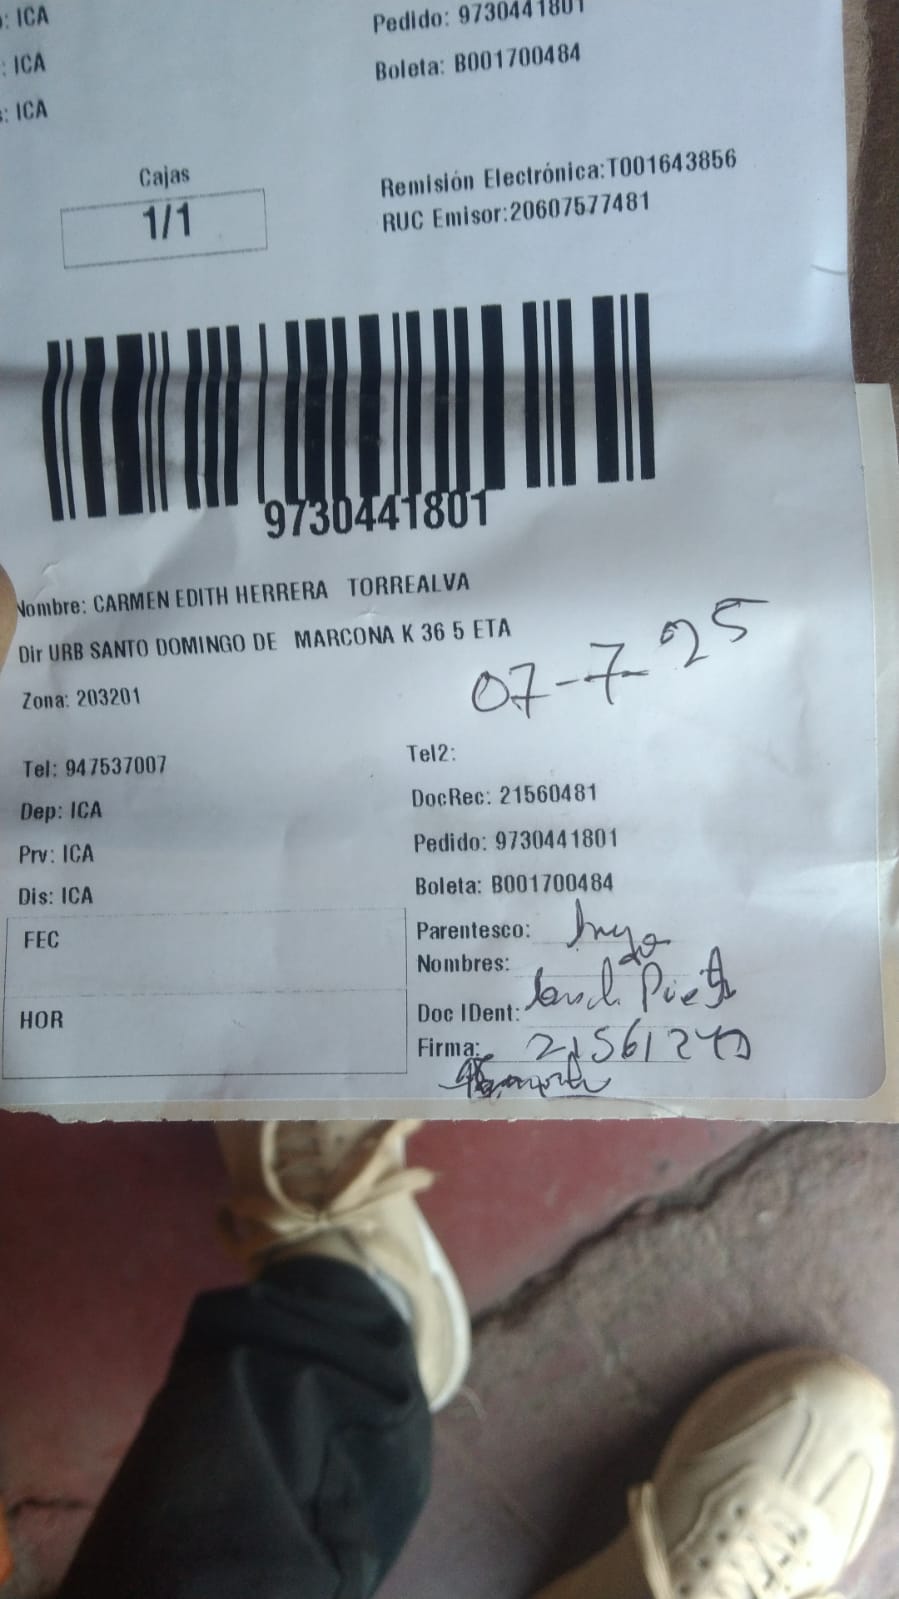 : ICA
Pedido: 9730441801
: ICA
Boleta: B001700484
: ICA
Cajas
1/1
Remisión Electrónica:T001643856
RUC Emisor:20607577481
9730441801
Nombre: CARMEN EDITH HERRERA TORREALVA
Dir URB SANTO DOMINGO DE MARCONA K 36 5 ETA
07-7-25
Zona: 203201
Tel: 947537007
Tel2:
Dep: ICA
DocRec: 21560481
Prv: ICA
Pedido: 9730441801
Dis: ICA
Boleta: B001700484
FEC
Parentesco:
Nombres:
HOR
Doc IDent:
Firma: